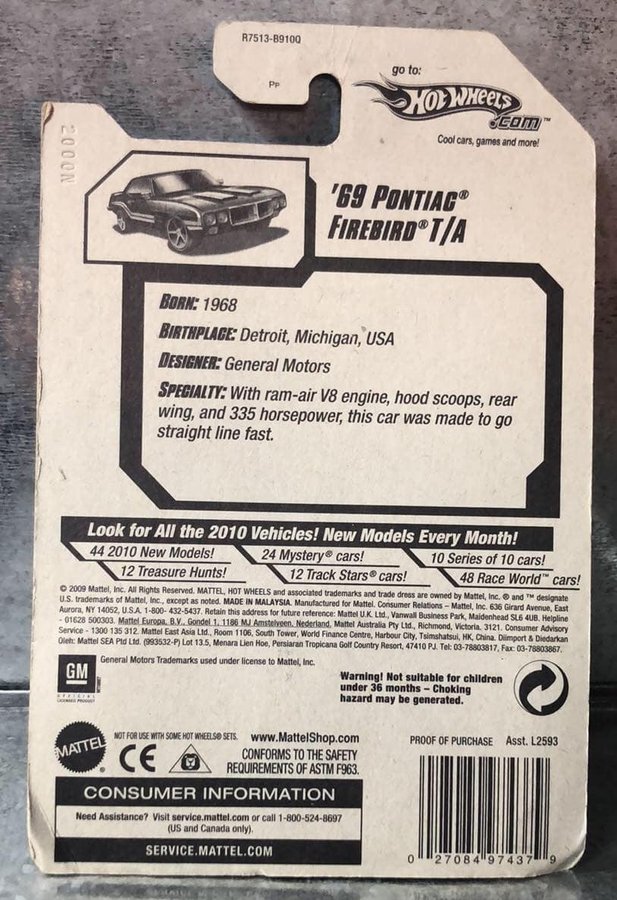 R7513-B910Q
PP
go to:
HOT WHEELS
.COM™
Cool cars, games and more!
2000N
'69 PONTIAC®
FIREBIRD® T/A
BORN: 1968
BIRTHPLACE: Detroit, Michigan, USA
DESIGNER: General Motors
SPECIALTY: With ram-air V8 engine, hood scoops, rear
wing, and 335 horsepower, this car was made to go
straight line fast.
Look for All the 2010 Vehicles! New Models Every Month!
44 2010 New Models! 24 Mystery® cars! 10 Series of 10 cars!
12 Treasure Hunts! 12 Track Stars® cars! 48 Race World™ cars!
© 2009 Mattel, Inc. All Rights Reserved. MATTEL, HOT WHEELS and associated trademarks and trade dress are owned by Mattel, Inc. ® and ™ designate
U.S. trademarks of Mattel, Inc., except as noted. MADE IN MALAYSIA. Manufactured for Mattel. Consumer Relations – Mattel, Inc. 636 Girard Avenue, East
Aurora, NY 14052, U.S.A. 1-800- 432-5437. Retain this address for future reference: Mattel U.K. Ltd., Vanwall Business Park, Maidenhead SL6 4UB. Helpline
- 01628 500303. Mattel Europa, B.V., Gondel 1, 1186 MJ Amstelveen, Nederland. Mattel Australia Pty Ltd., Richmond, Victoria. 3121. Consumer Advisory
Service - 1300 135 312. Mattel East Asia Ltd., Room 1106, South Tower, World Finance Centre, Harbour City, Tsimshatsui, HK, China. Diimport & Diedarkan
Oleh: Mattel SEA Ptd Ltd. (993532-P) Lot 13.5, Menara Lien Hoe, Persiaran Tropicana Golf Country Resort, 47410 PJ. Tel: 03-78803817, Fax: 03-78803867.
GM
OFFICIAL
LICENSED PRODUCT
General Motors Trademarks used under license to Mattel, Inc.
Warning! Not suitable for children
under 36 months – Choking
hazard may be generated.
MATTEL
NOT FOR USE WITH SOME HOT WHEELS® SETS.
CE
www.MattelShop.com
CONFORMS TO THE SAFETY
REQUIREMENTS OF ASTM F963.
PROOF OF PURCHASE Asst. L2593
CONSUMER INFORMATION
Need Assistance? Visit service.mattel.com or call 1-800-524-8697
(US and Canada only).
SERVICE.MATTEL.COM
0 27084 97437 9